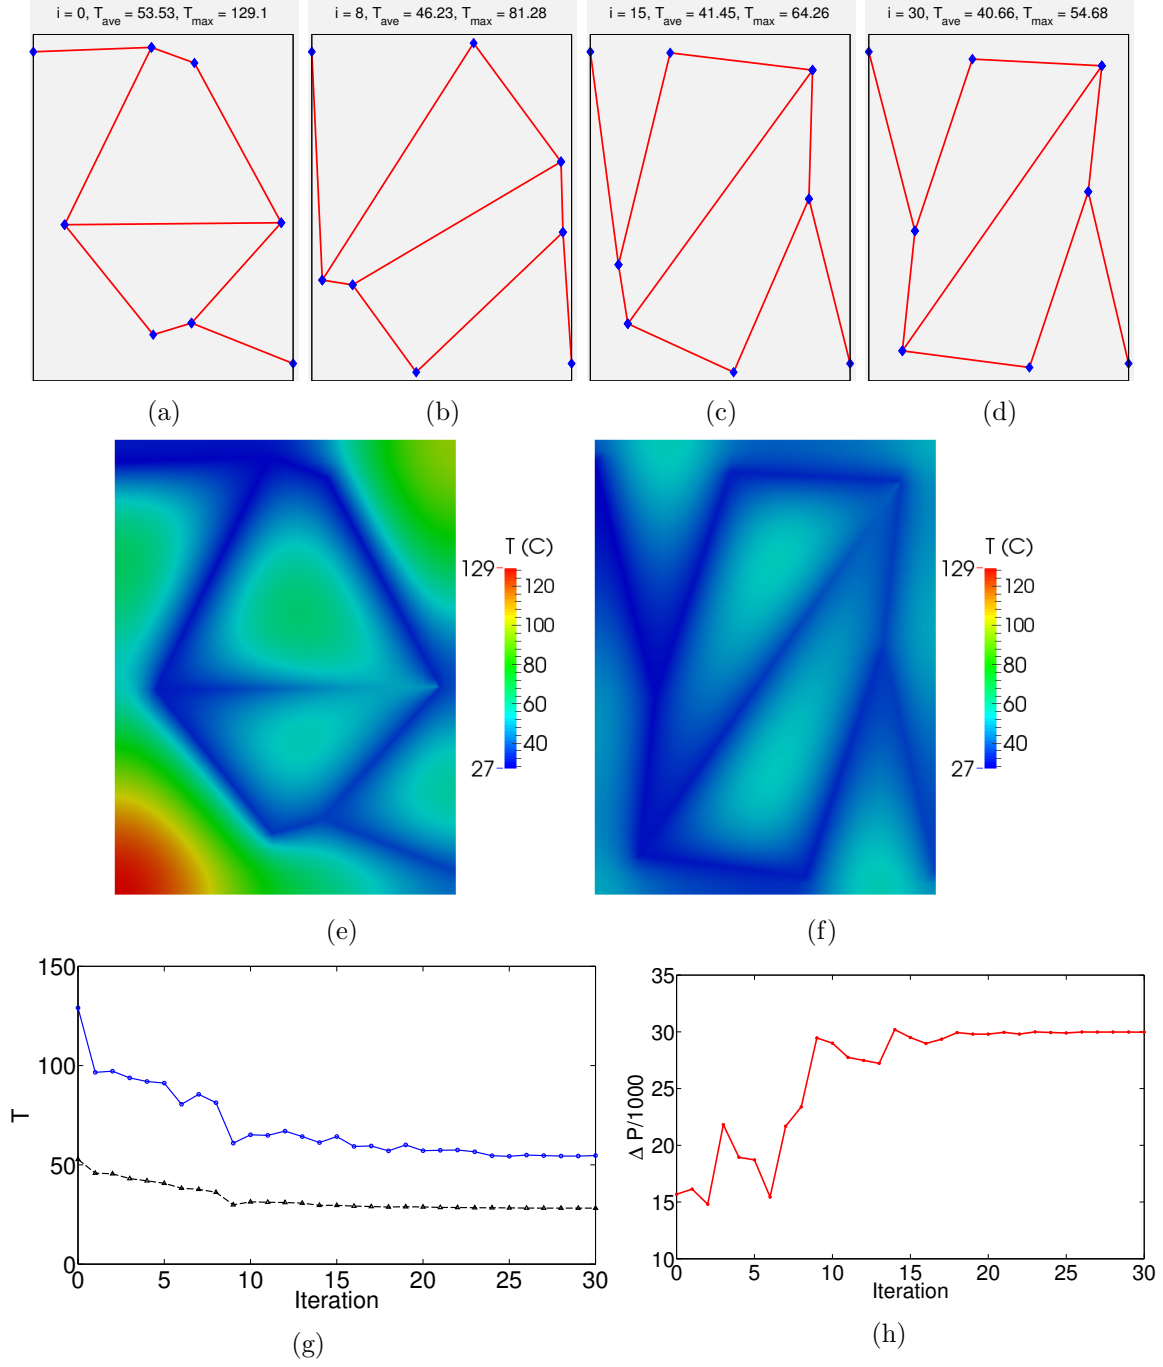 i = 0, T_ave = 53.53, T_max = 129.1
i = 8, T_ave = 46.23, T_max = 81.28
i = 15, T_ave = 41.45, T_max = 64.26
i = 30, T_ave = 40.66, T_max = 54.68
(a)
(b)
(c)
(d)
T (C)
129
120
100
80
60
40
27
T (C)
129
120
100
80
60
40
27
(e)
(f)
150
100
50
0
T
0 5 10 15 20 25 30
Iteration
(g)
35
30
25
20
15
10
Δ P/1000
0 5 10 15 20 25 30
Iteration
(h)